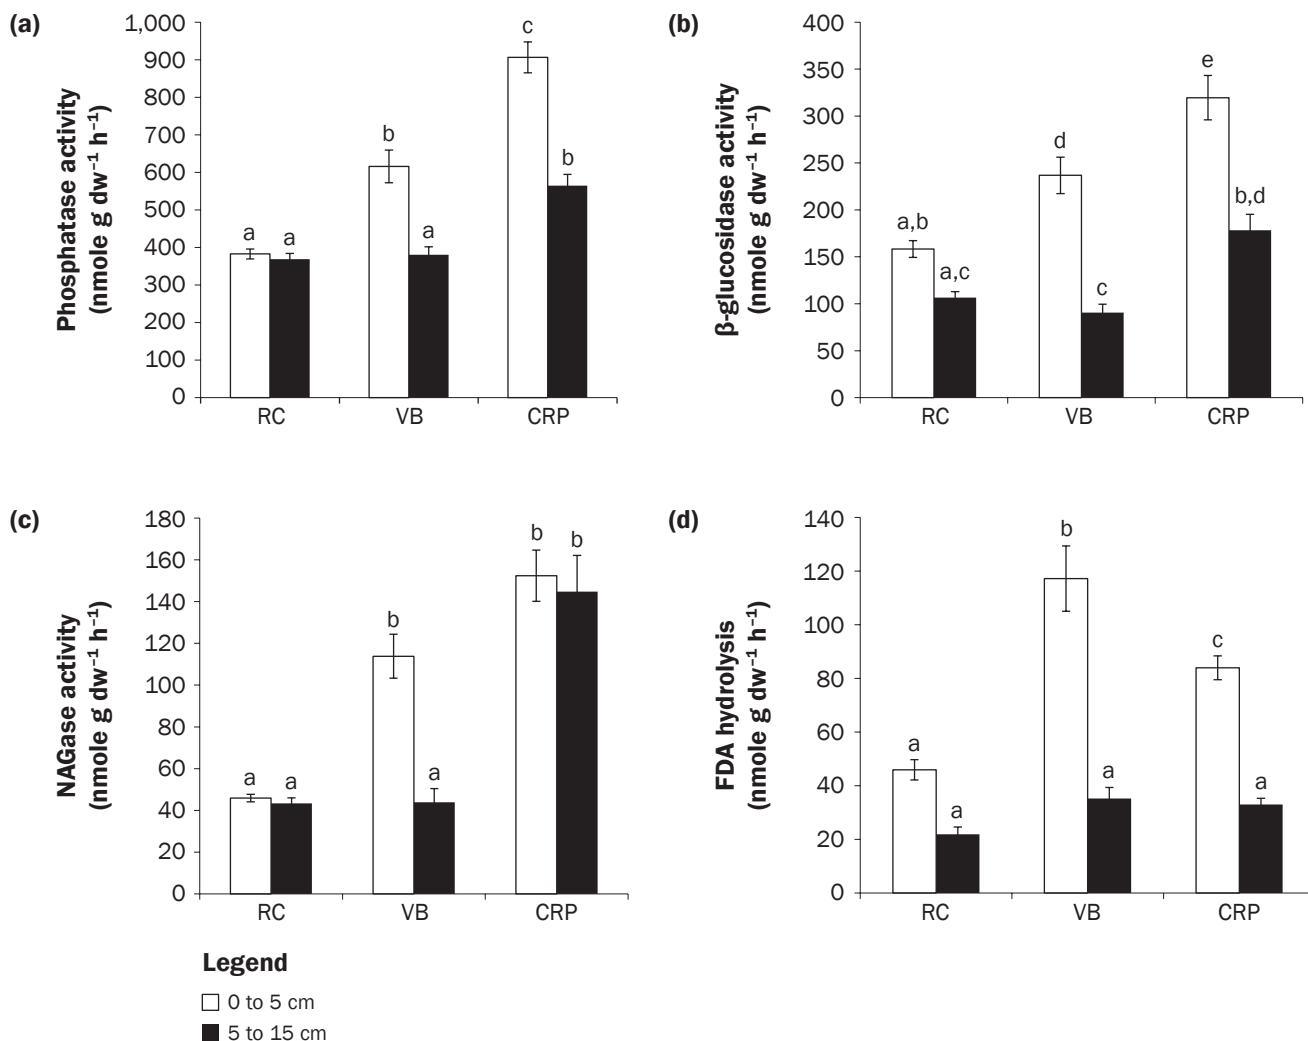 (a)
Phosphatase activity
(nmole g dw⁻¹ h⁻¹)
1,000
900
800
700
600
500
400
300
200
100
0
a
a
b
a
c
b
RC
VB
CRP
(b)
β-glucosidase activity
(nmole g dw⁻¹ h⁻¹)
400
350
300
250
200
150
100
50
0
a,b
a,c
d
c
e
b,d
RC
VB
CRP
(c)
NAGase activity
(nmole g dw⁻¹ h⁻¹)
180
160
140
120
100
80
60
40
20
0
a
a
b
a
b
b
RC
VB
CRP
(d)
FDA hydrolysis
(nmole g dw⁻¹ h⁻¹)
140
120
100
80
60
40
20
0
a
a
b
a
c
a
RC
VB
CRP
Legend
0 to 5 cm
5 to 15 cm